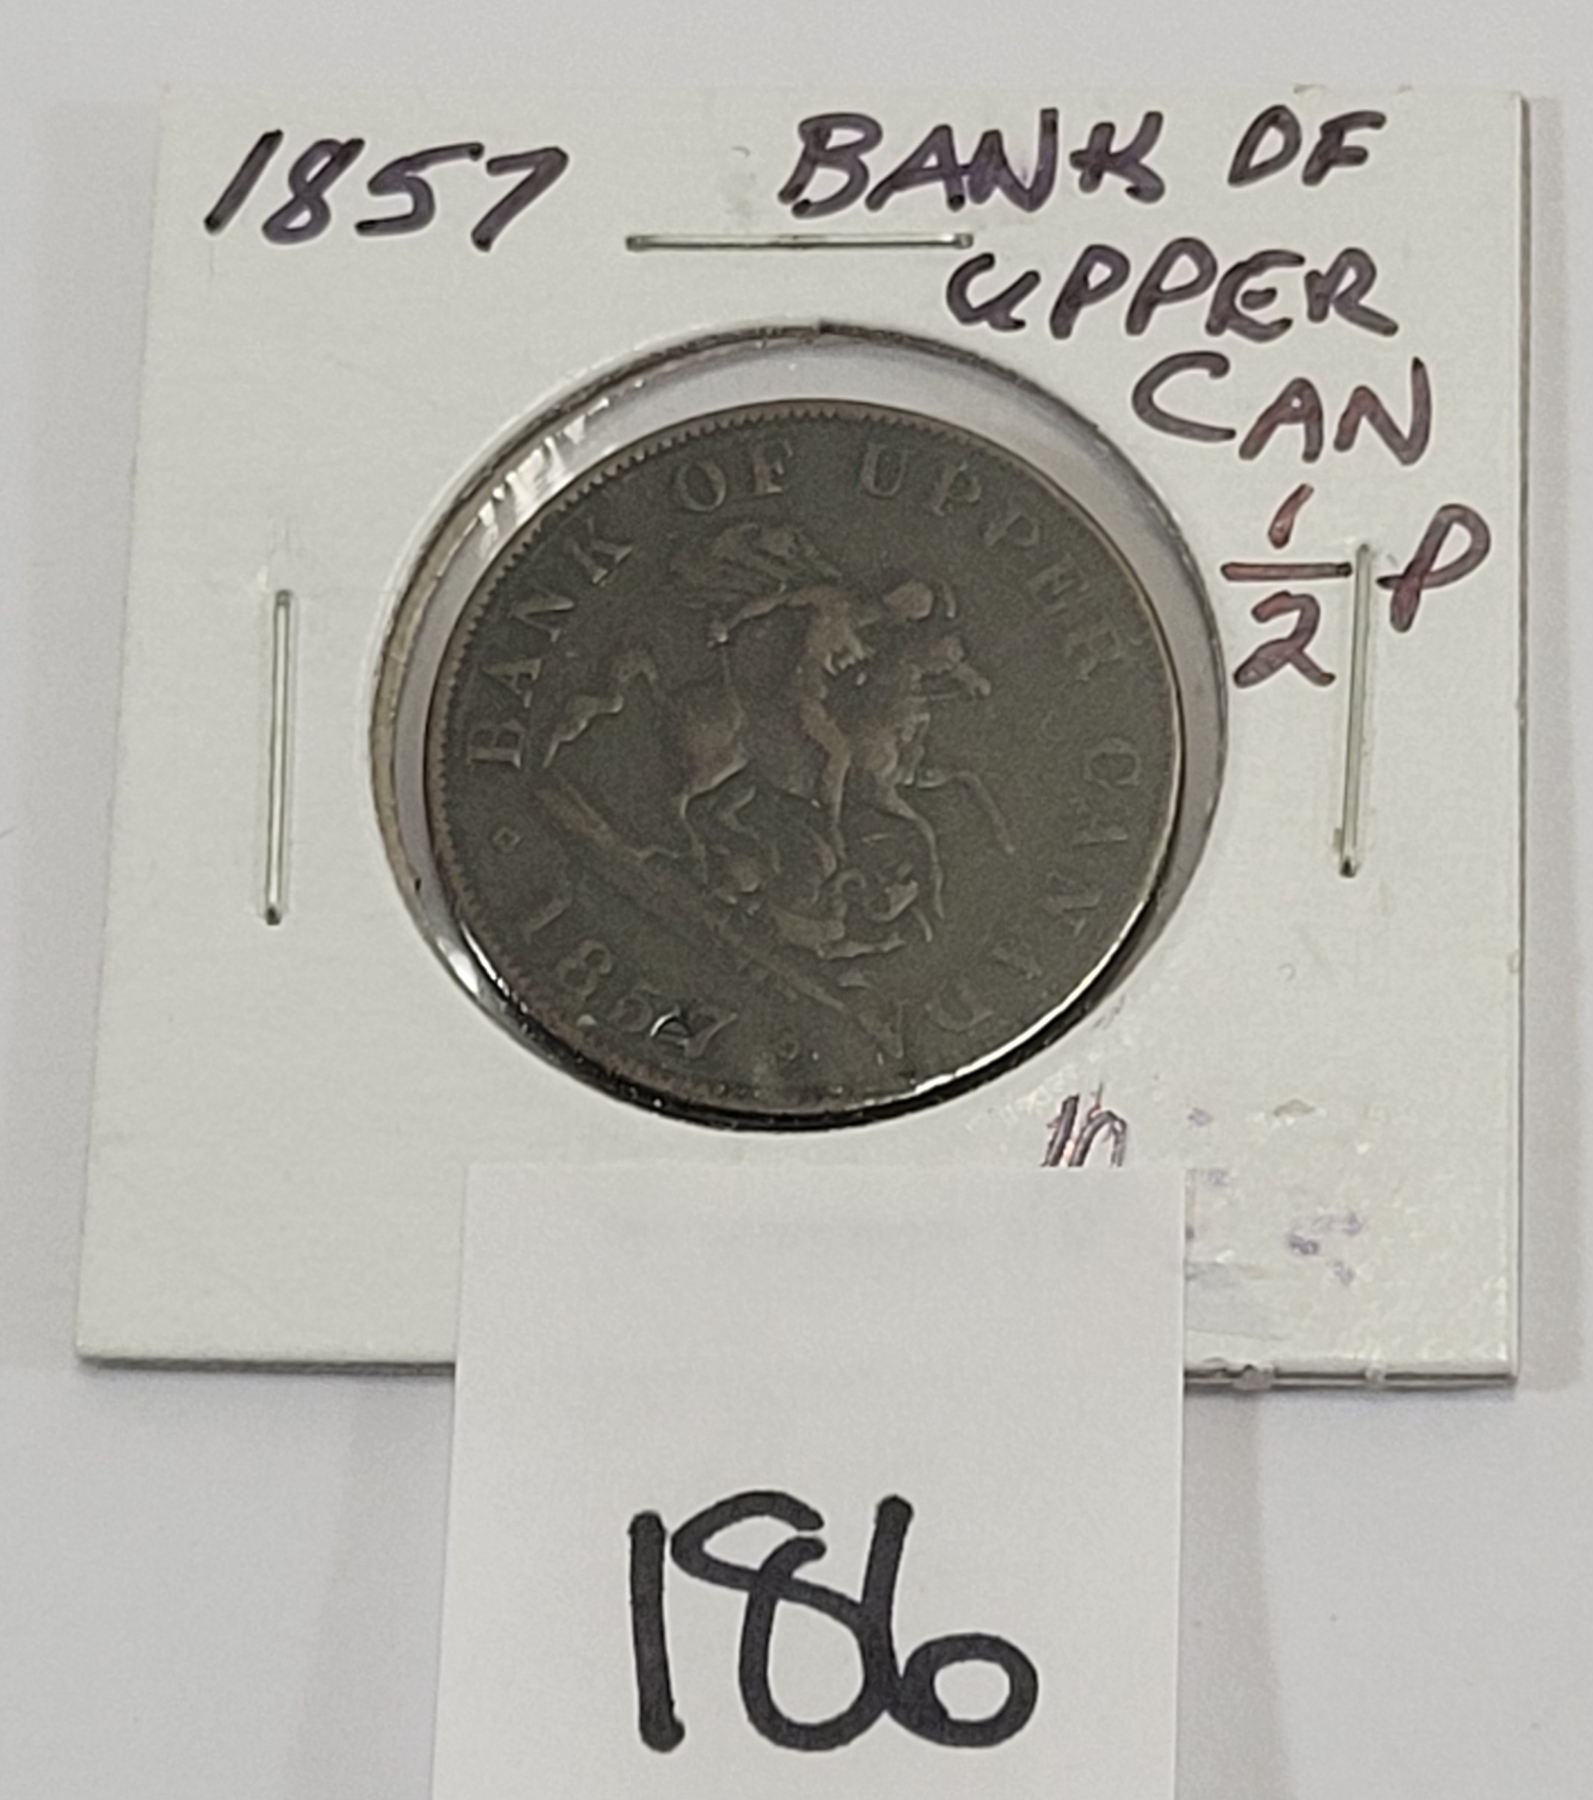 1857 BANK OF
UPPER
CAN
1/2 P
BANK OF UPPER CANADA
1857
186